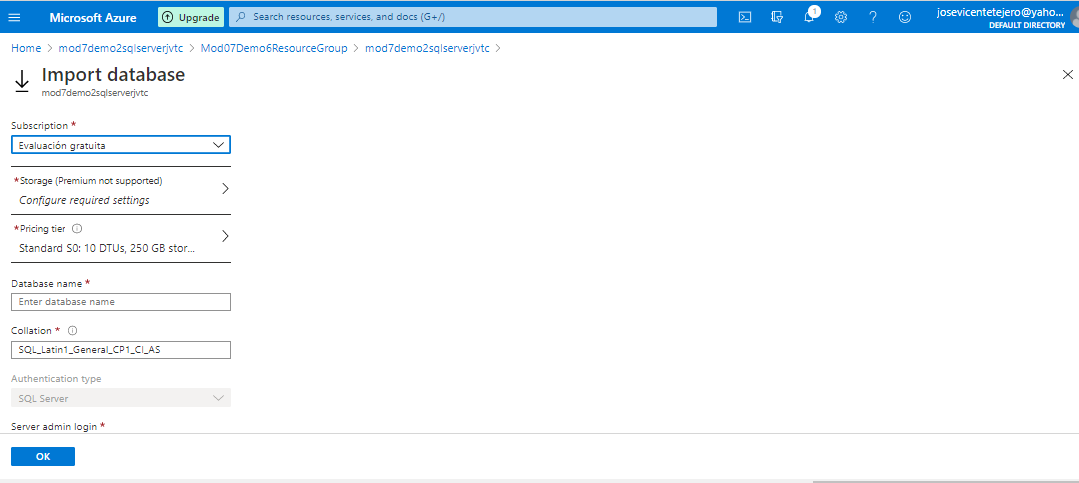 Microsoft Azure
Upgrade
Search resources, services, and docs (G+/)
1
josevicentetejero@yaho...
DEFAULT DIRECTORY
Home > mod7demo2sqlserverjvtc > Mod07Demo6ResourceGroup > mod7demo2sqlserverjvtc >
Import database
mod7demo2sqlserverjvtc
Subscription *
Evaluación gratuita
*Storage (Premium not supported)
Configure required settings
*Pricing tier
Standard S0: 10 DTUs, 250 GB stor...
Database name *
Enter database name
Collation *
SQL_Latin1_General_CP1_CI_AS
Authentication type
SQL Server
Server admin login *
OK